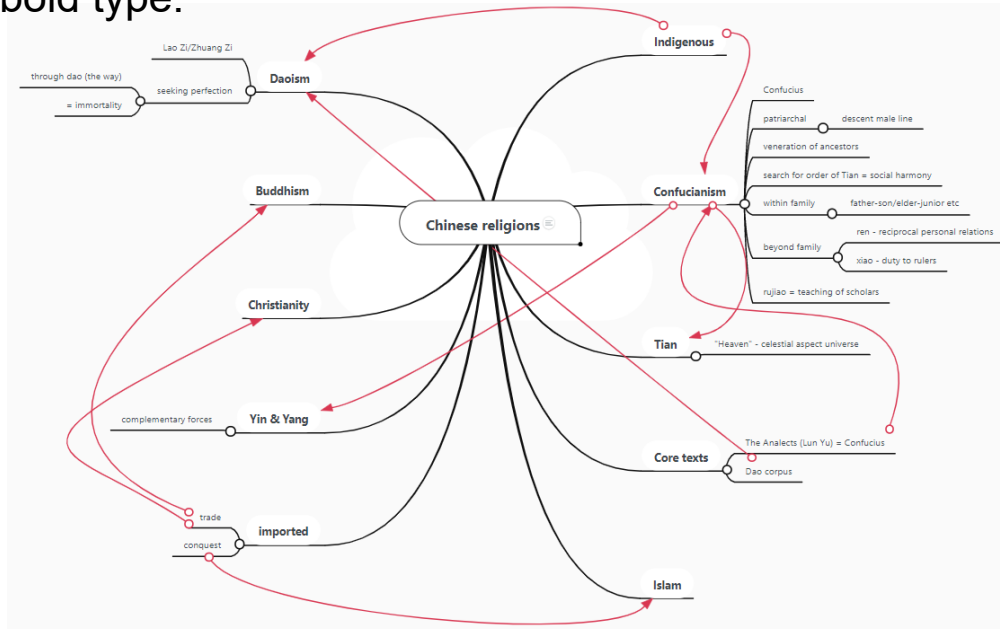 bold type.
Chinese religions
Indigenous
Daoism
Lao Zi/Zhuang Zi
seeking perfection
through dao (the way)
= immortality
Buddhism
Christianity
Yin & Yang
complementary forces
imported
trade
conquest
Confucianism
Confucius
patriarchal
descent male line
veneration of ancestors
search for order of Tian = social harmony
within family
father-son/elder-junior etc
beyond family
ren - reciprocal personal relations
xiao - duty to rulers
rujiao = teaching of scholars
Tian
"Heaven" - celestial aspect universe
Core texts
The Analects (Lun Yu) = Confucius
Dao corpus
Islam